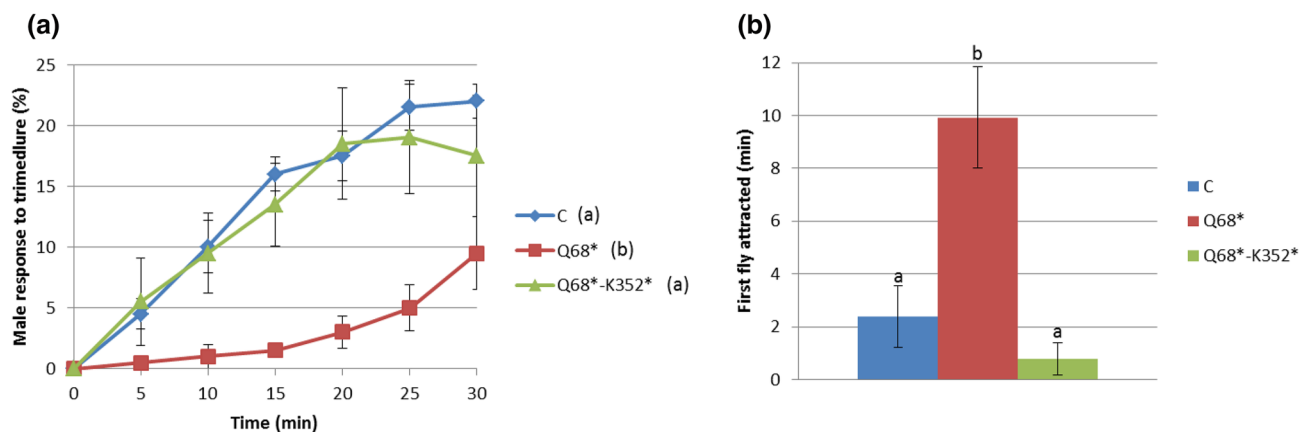 (a)
Male response to trimedlure (%)
25
20
15
10
5
0
0 5 10 15 20 25 30
Time (min)
C (a)
Q68* (b)
Q68*-K352* (a)
(b)
First fly attracted (min)
12
10
8
6
4
2
0
a
b
a
C
Q68*
Q68*-K352*